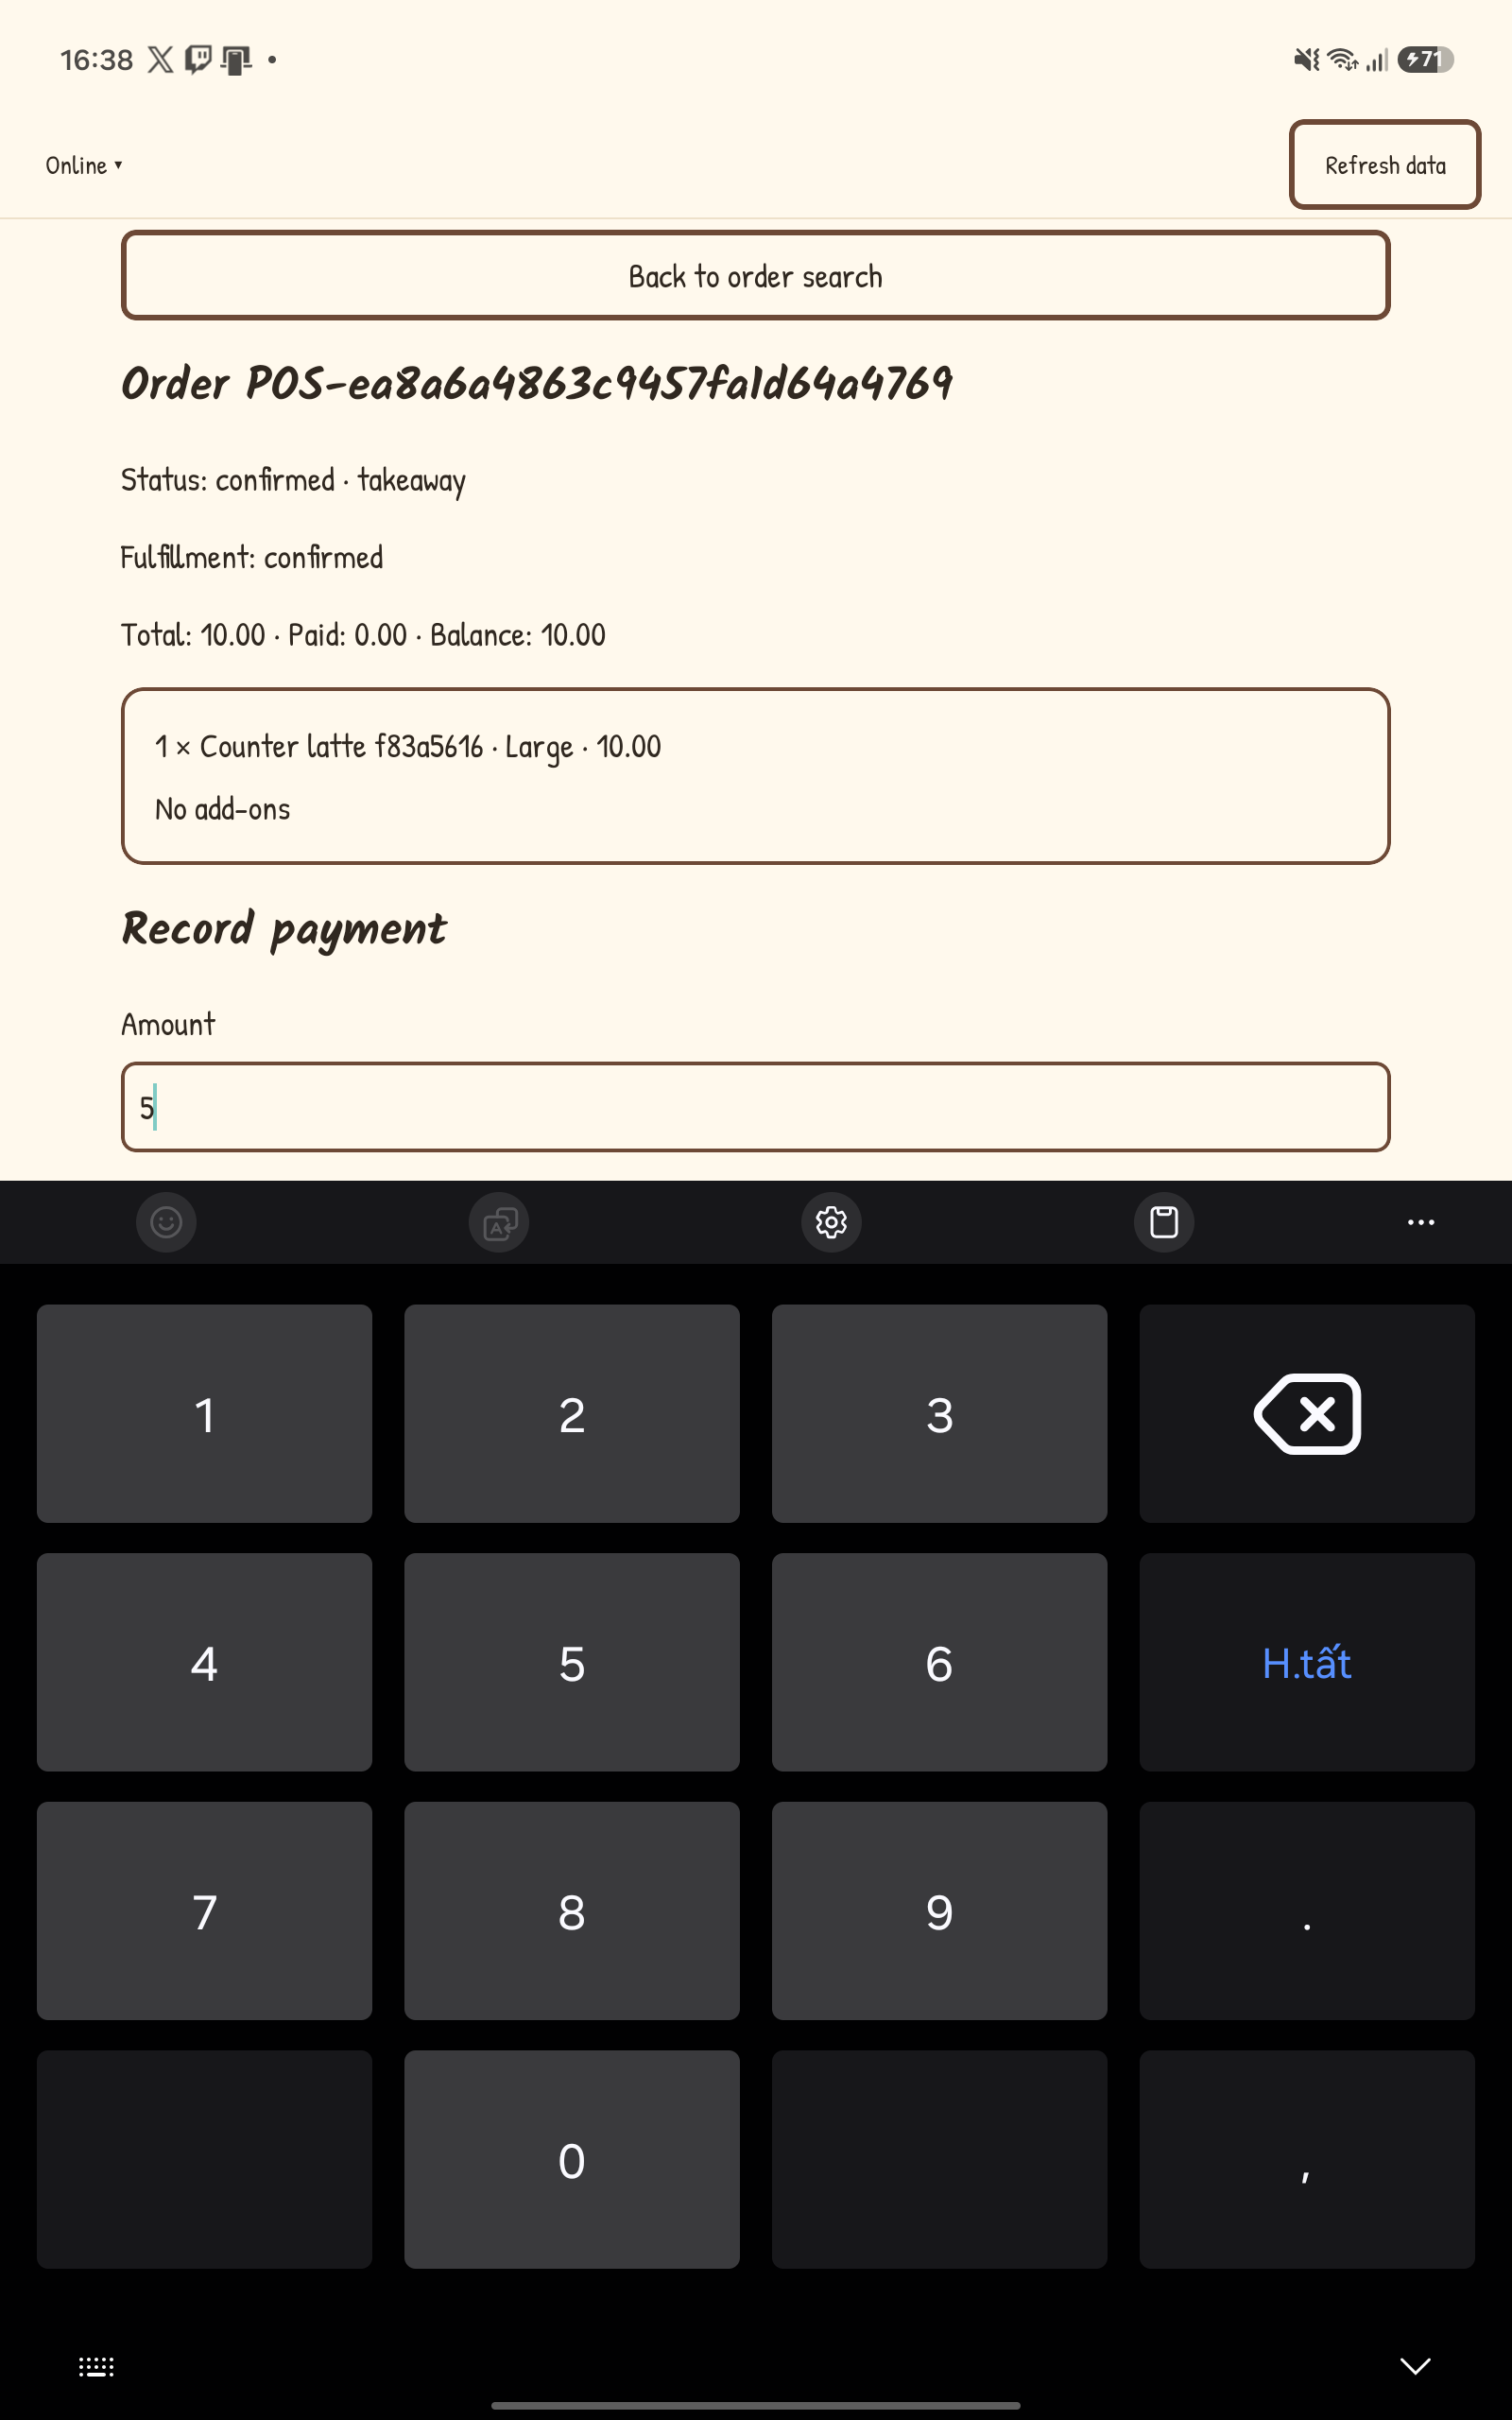 16:38
71
Online ▾
Refresh data
Back to order search
Order POS-ea8a6a4863c9457fa1d64a4769
Status: confirmed · takeaway
Fulfillment: confirmed
Total: 10.00 · Paid: 0.00 · Balance: 10.00
1 × Counter latte f83a5616 · Large · 10.00
No add-ons
Record payment
Amount
5
1 2 3
4 5 6 H.tất
7 8 9 .
0 ,